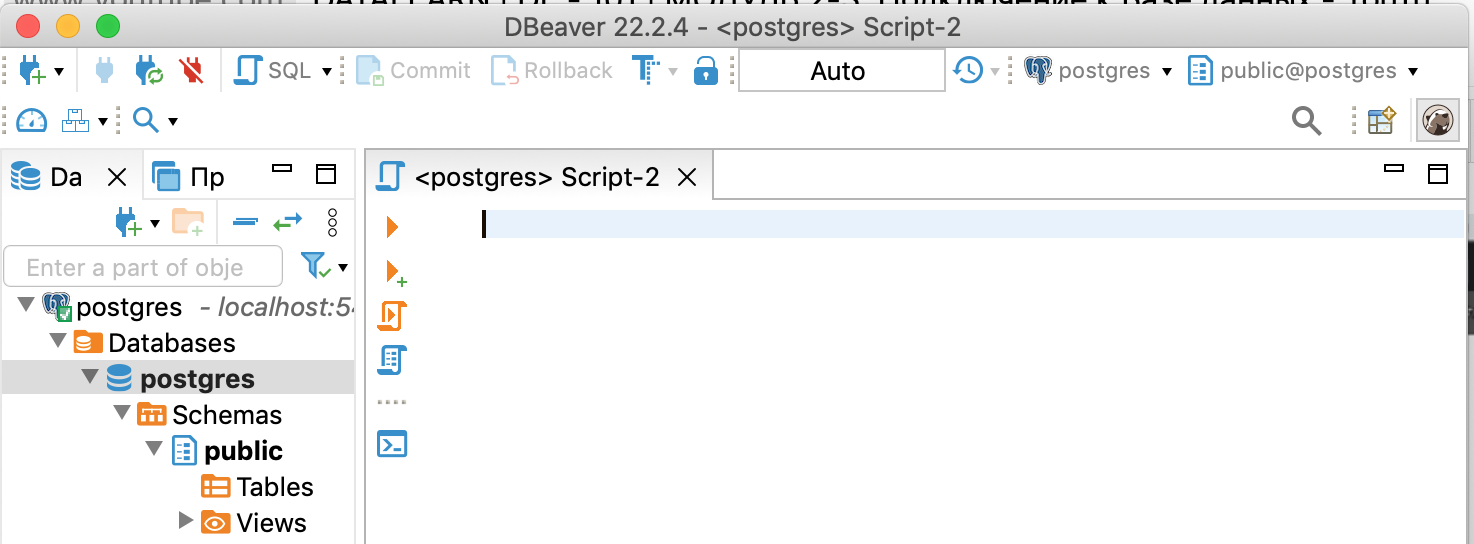 DBeaver 22.2.4 - <postgres> Script-2
SQL Commit Rollback Auto postgres public@postgres
Da Пр <postgres> Script-2
Enter a part of obje
postgres - localhost:54
Databases
postgres
Schemas
public
Tables
Views